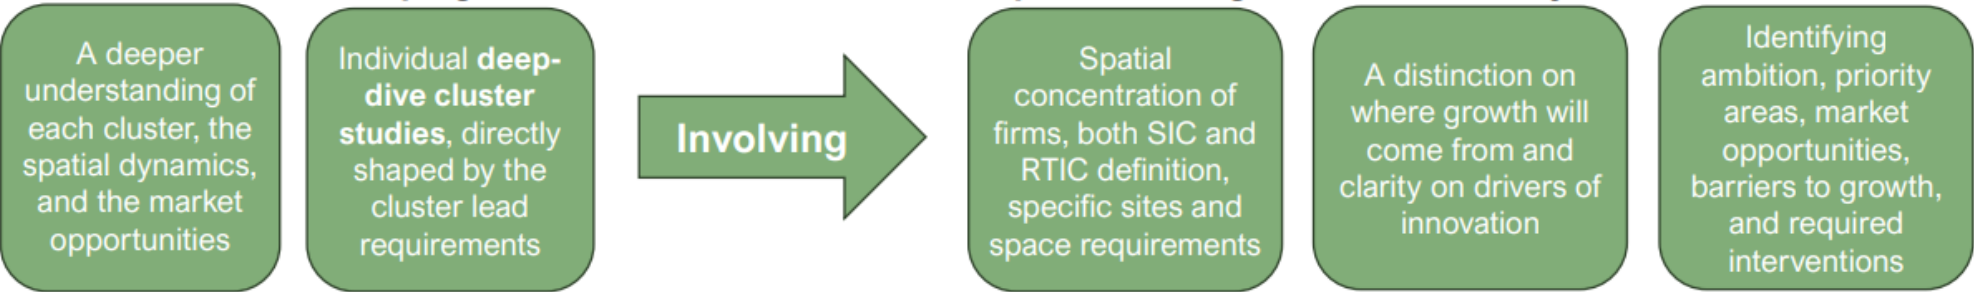 A deeper
understanding of
each cluster, the
spatial dynamics,
and the market
opportunities
Individual deep-
dive cluster
studies, directly
shaped by the
cluster lead
requirements
Involving
Spatial
concentration of
firms, both SIC and
RTIC definition,
specific sites and
space requirements
A distinction on
where growth will
come from and
clarity on drivers of
innovation
Identifying
ambition, priority
areas, market
opportunities,
barriers to growth,
and required
interventions